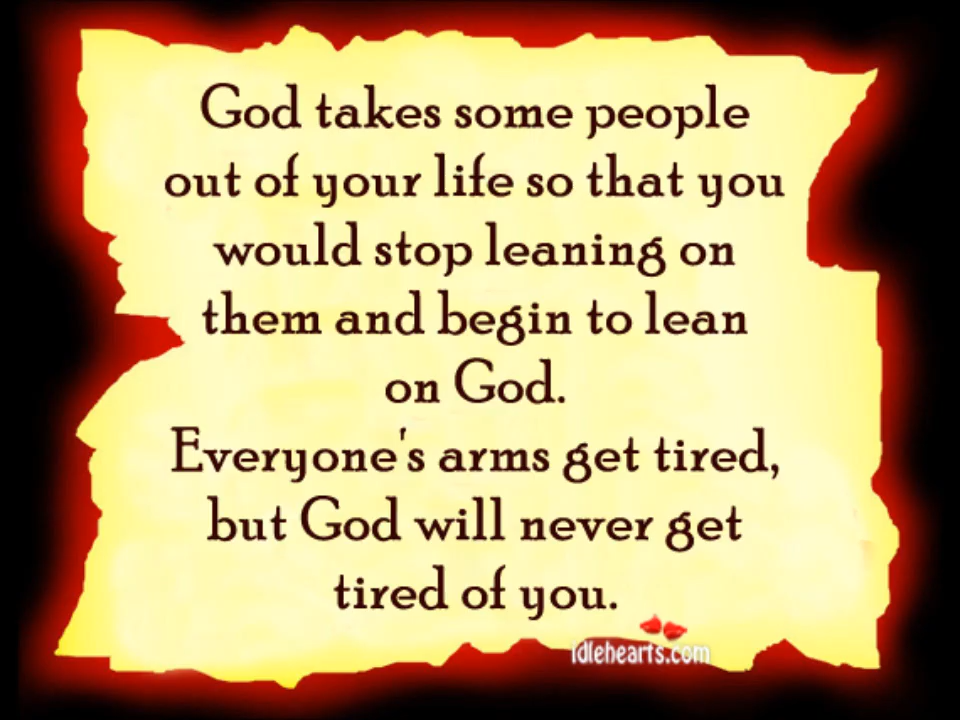 God takes some people
out of your life so that you
would stop leaning on
them and begin to lean
on God.
Everyone's arms get tired,
but God will never get
tired of you.
idlehearts.com